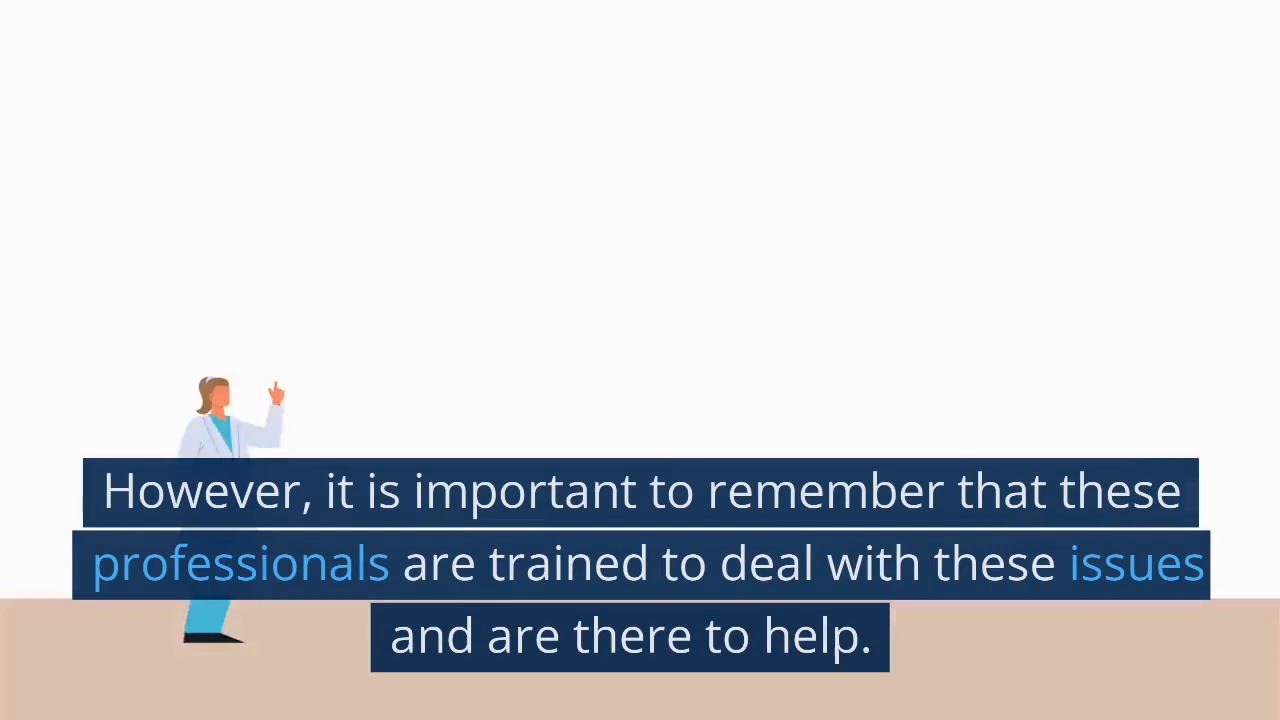 However, it is important to remember that these
professionals are trained to deal with these issues
and are there to help.